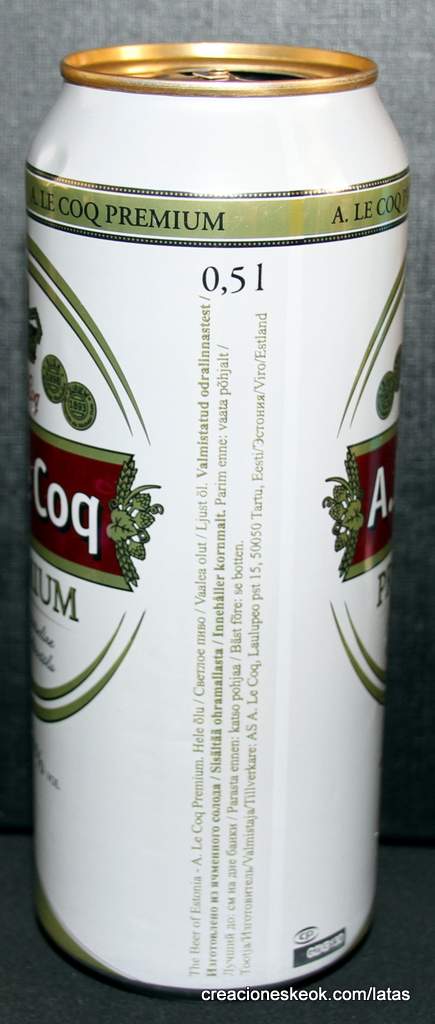 A. LE COQ PREMIUM
A. LE COQ
0,5 l
The Beer of Estonia - A. Le Coq Premium. Hele õlu / Светлое пиво / Vaalea olut / Ljust öl. Valmistatud odralinnastest /
Изготовлено из ячменного солода / Sisältää ohramallasta / Innehåller kornmalt. Parim enne: vaata põhjalt /
Лучший до: см на дне банки / Parasta ennen: katso pohjaa / Bäst före: se botten.
Tootja/Изготовитель/Valmistaja/Tillverkare: AS A. Le Coq, Laulupeo pst 15, 50050 Tartu, Eesti/Эстония/Viro/Estland
Coq
IUM
A.
P
VOL
creacioneskeok.com/latas